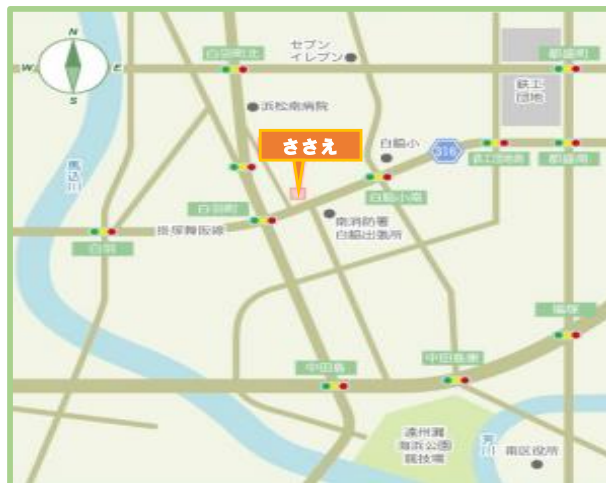 N
W E
S
白羽町北
セブン
イレブン
都盛町
鉄工
団地
浜松南病院
ささえ
白脇小
316
鉄工団地南
都盛南
馬込川
白脇小南
白羽町
掛塚舞阪線
南消防署
白脇出張所
白羽
福塚
中田島
中田島東
遠州灘
海浜公園
競技場
芳川
南区役所